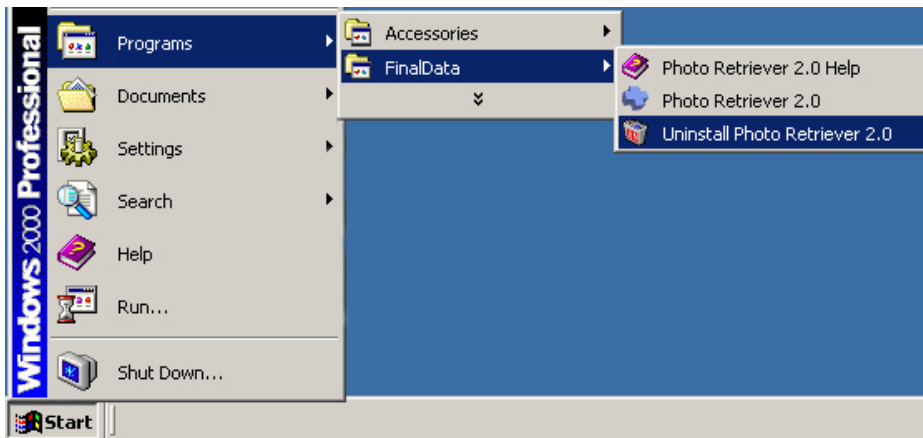 Windows 2000 Professional
Programs
Documents
Settings
Search
Help
Run...
Shut Down...
Accessories
FinalData
Photo Retriever 2.0 Help
Photo Retriever 2.0
Uninstall Photo Retriever 2.0
Start